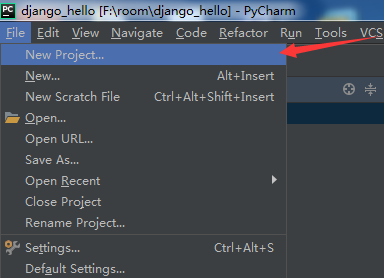 PC django_hello [F:\room\django_hello] - PyCharm
File Edit View Navigate Code Refactor Run Tools VCS
New Project...
New... Alt+Insert
New Scratch File Ctrl+Alt+Shift+Insert
Open...
Open URL...
Save As...
Open Recent
Close Project
Rename Project...
Settings... Ctrl+Alt+S
Default Settings...